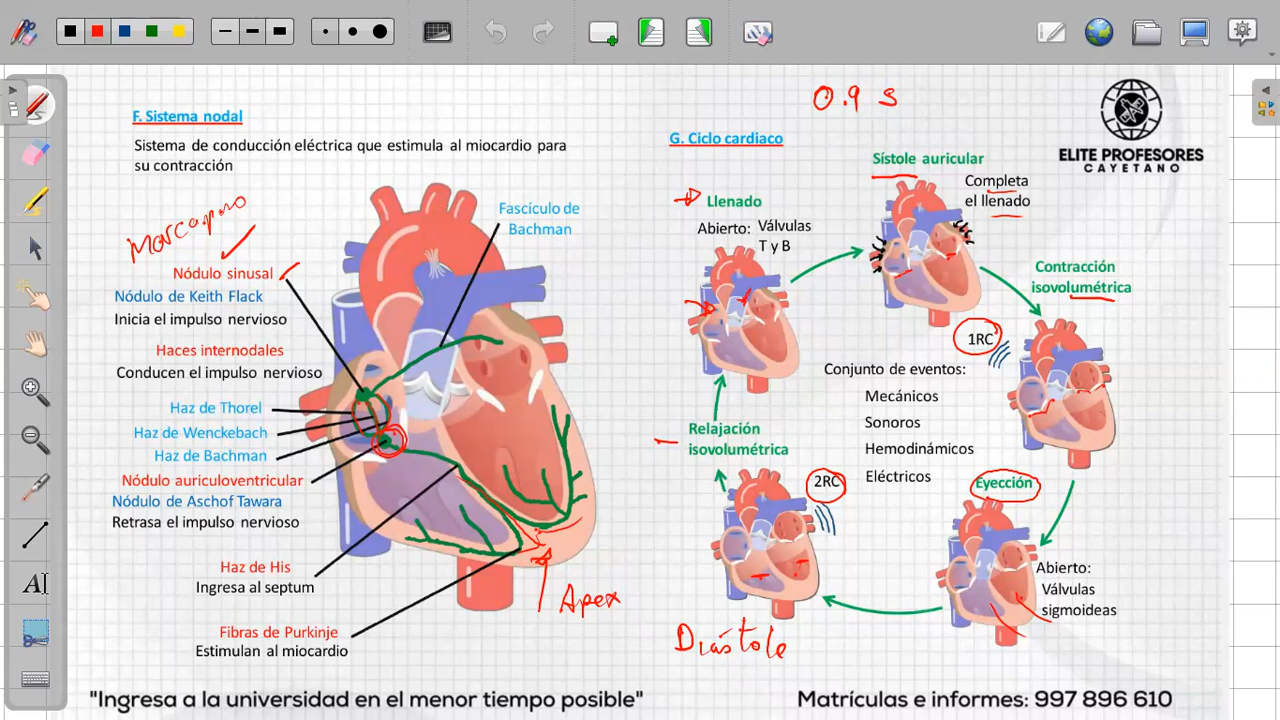 F. Sistema nodal
Sistema de conducción eléctrica que estimula al miocardio para
su contracción
Marcapaso
Fascículo de
Bachman
Nódulo sinusal
Nódulo de Keith Flack
Inicia el impulso nervioso
Haces internodales
Conducen el impulso nervioso
Haz de Thorel
Haz de Wenckebach
Haz de Bachman
Nódulo auriculoventricular
Nódulo de Aschof Tawara
Retrasa el impulso nervioso
Haz de His
Ingresa al septum
Fibras de Purkinje
Estimulan al miocardio
Apex
0.9 s
G. Ciclo cardiaco
ELITE PROFESORES
CAYETANO
Sístole auricular
Completa
el llenado
Llenado
Abierto: Válvulas
T y B
Contracción
isovolumétrica
1RC
Conjunto de eventos:
Mecánicos
Sonoros
Hemodinámicos
Eléctricos
Relajación
isovolumétrica
2RC
Eyección
Abierto:
Válvulas
sigmoideas
Diástole
"Ingresa a la universidad en el menor tiempo posible"
Matrículas e informes: 997 896 610